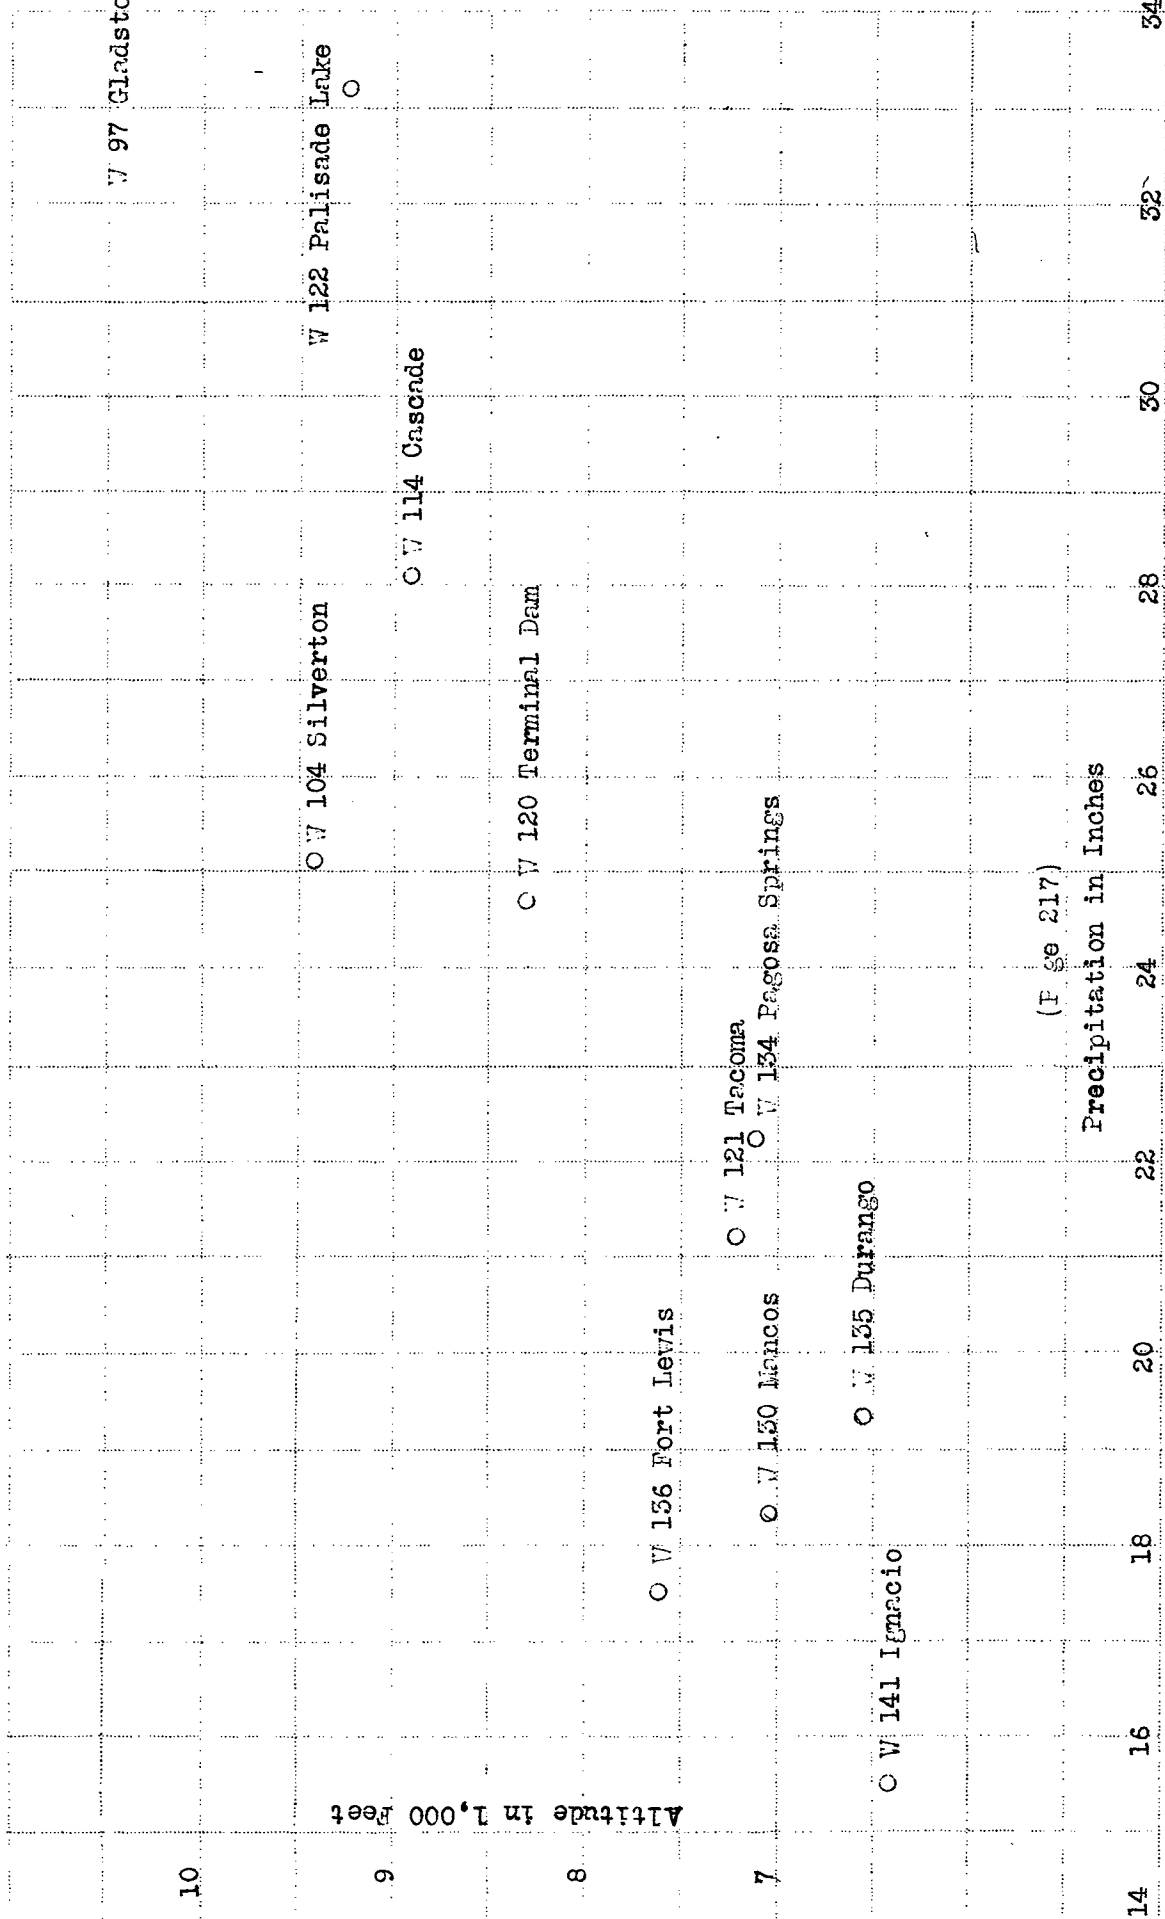 W 97 Gladsto
W 122 Palisade Lake
W 104 Silverton
W 114 Cascade
W 120 Terminal Dam
W 136 Fort Lewis
W 121 Tacoma
W 134 Pagosa Springs
W 130 Mancos
W 135 Durango
W 141 Ignacio
Altitude in 1,000 Feet
10
9
8
7
(P ge 217)
Precipitation in Inches
14 16 18 20 22 24 26 28 30 32 34